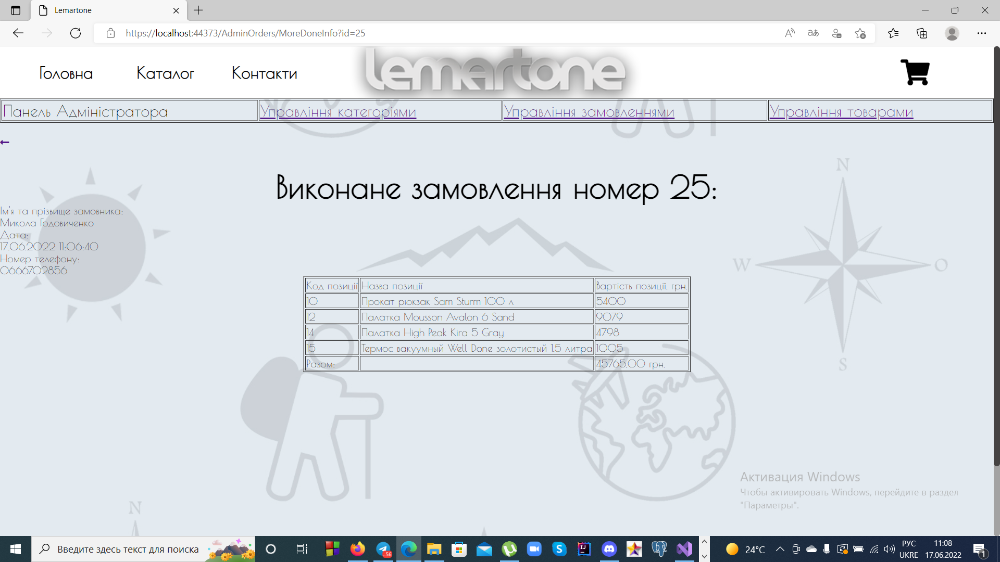 Lemartone
https://localhost:44373/AdminOrders/MoreDoneInfo?id=25
Головна Каталог Контакти lemartone
Панель Адміністратора Управління категоріями Управління замовленнями Управління товарами
Виконане замовлення номер 25:
Ім'я та прізвище замовника:
Микола Годовиченко
Дата:
17.06.2022 11:06:40
Номер телефону:
0666702856
Код позиції Назва позиції Вартість позиції, грн.
10 Прокат рюкзак Sam Sturm 100 л 5400
12 Палатка Mousson Avalon 6 Sand 9079
14 Палатка High Peak Kira 5 Gray 4798
15 Термос вакуумный Well Done золотистый 1.5 литра 1005
Разом: 45765,00 грн.
N
W O
S
N
Активация Windows
Чтобы активировать Windows, перейдите в раздел
"Параметры".
Введите здесь текст для поиска
.56
24°C
РУС
UKRE
11:08
17.06.2022
1